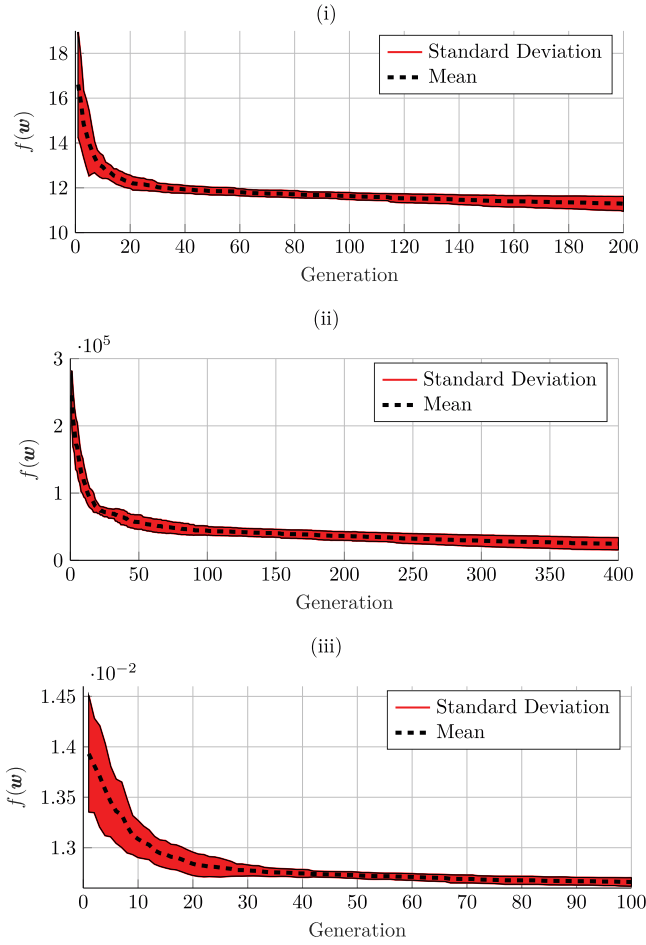 (i)
18
16
14
12
10
f(w)
Standard Deviation
Mean
0 20 40 60 80 100 120 140 160 180 200
Generation
(ii)
·10^5
3
2
1
0
f(w)
Standard Deviation
Mean
0 50 100 150 200 250 300 350 400
Generation
(iii)
·10^−2
1.45
1.4
1.35
1.3
f(w)
Standard Deviation
Mean
0 10 20 30 40 50 60 70 80 90 100
Generation